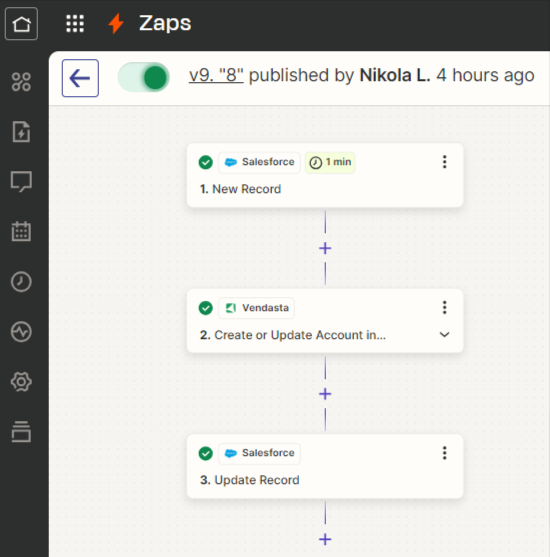 Zaps
v9. "8" published by Nikola L. 4 hours ago
Salesforce 1 min
1. New Record
Vendasta
2. Create or Update Account in...
Salesforce
3. Update Record